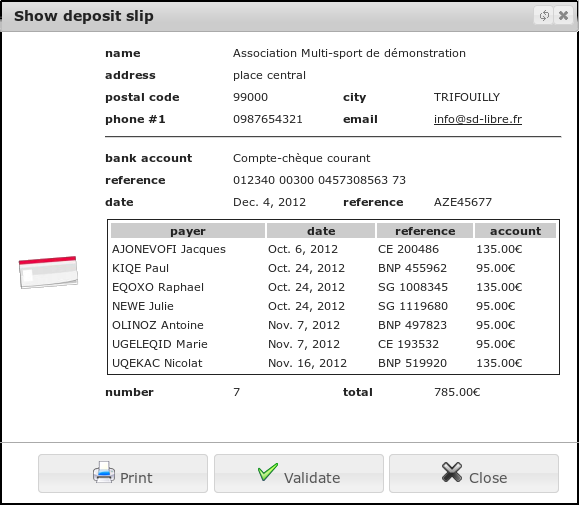 Show deposit slip
name Association Multi-sport de démonstration
address place central
postal code 99000 city TRIFOUILLY
phone #1 0987654321 email info@sd-libre.fr
bank account Compte-chèque courant
reference 012340 00300 0457308563 73
date Dec. 4, 2012 reference AZE45677
payer date reference account
AJONEVOFI Jacques Oct. 6, 2012 CE 200486 135.00€
KIQE Paul Oct. 24, 2012 BNP 455962 95.00€
EQOXO Raphael Oct. 24, 2012 SG 1008345 135.00€
NEWE Julie Oct. 24, 2012 SG 1119680 95.00€
OLINOZ Antoine Nov. 7, 2012 BNP 497823 95.00€
UGELEQID Marie Nov. 7, 2012 CE 193532 95.00€
UQEKAC Nicolat Nov. 16, 2012 BNP 519920 135.00€
number 7 total 785.00€
Print Validate Close